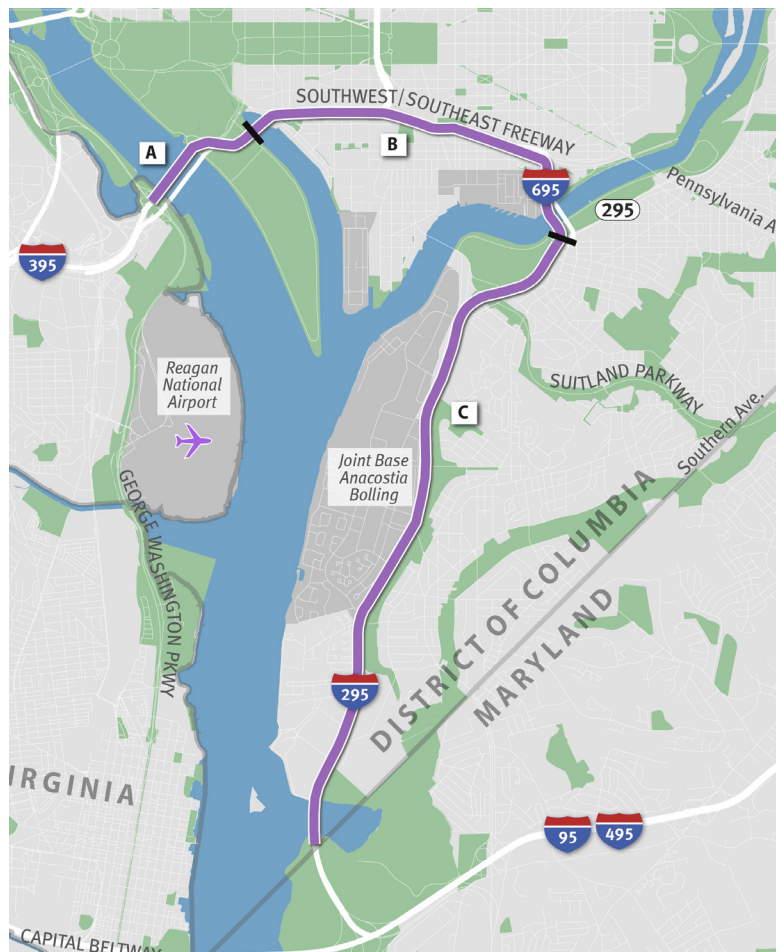 SOUTHWEST/SOUTHEAST FREEWAY
A
B
695
295
Pennsylvania A
395
Reagan
National
Airport
SUITLAND PARKWAY
C
Southern Ave.
Joint Base
Anacostia
Bolling
GEORGE WASHINGTON PKWY
DISTRICT OF COLUMBIA
MARYLAND
295
IRGINIA
95
495
CAPITAL BELTWAY